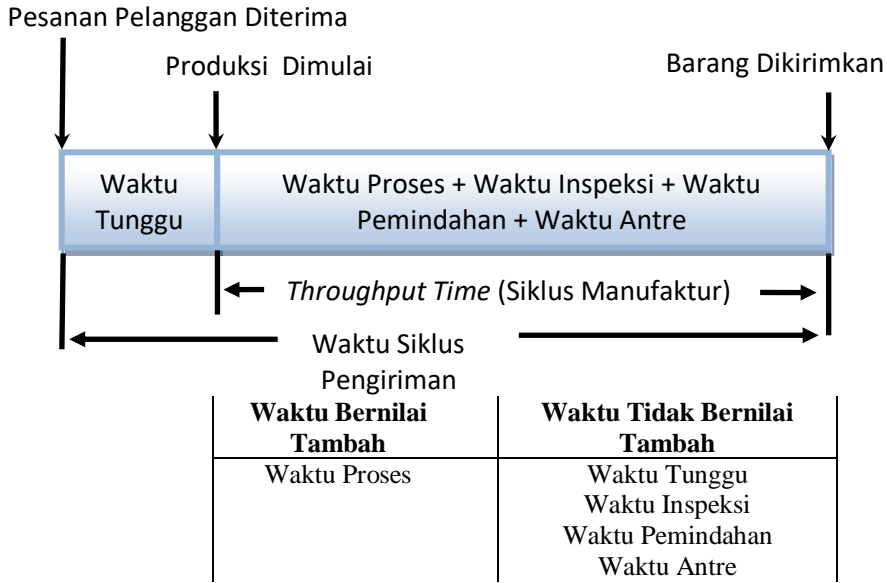 Pesanan Pelanggan Diterima
Produksi Dimulai
Barang Dikirimkan
Waktu
Tunggu
Waktu Proses + Waktu Inspeksi + Waktu
Pemindahan + Waktu Antre
Throughput Time (Siklus Manufaktur)
Waktu Siklus
Pengiriman
Waktu Bernilai
Tambah
Waktu Tidak Bernilai
Tambah
Waktu Proses
Waktu Tunggu
Waktu Inspeksi
Waktu Pemindahan
Waktu Antre